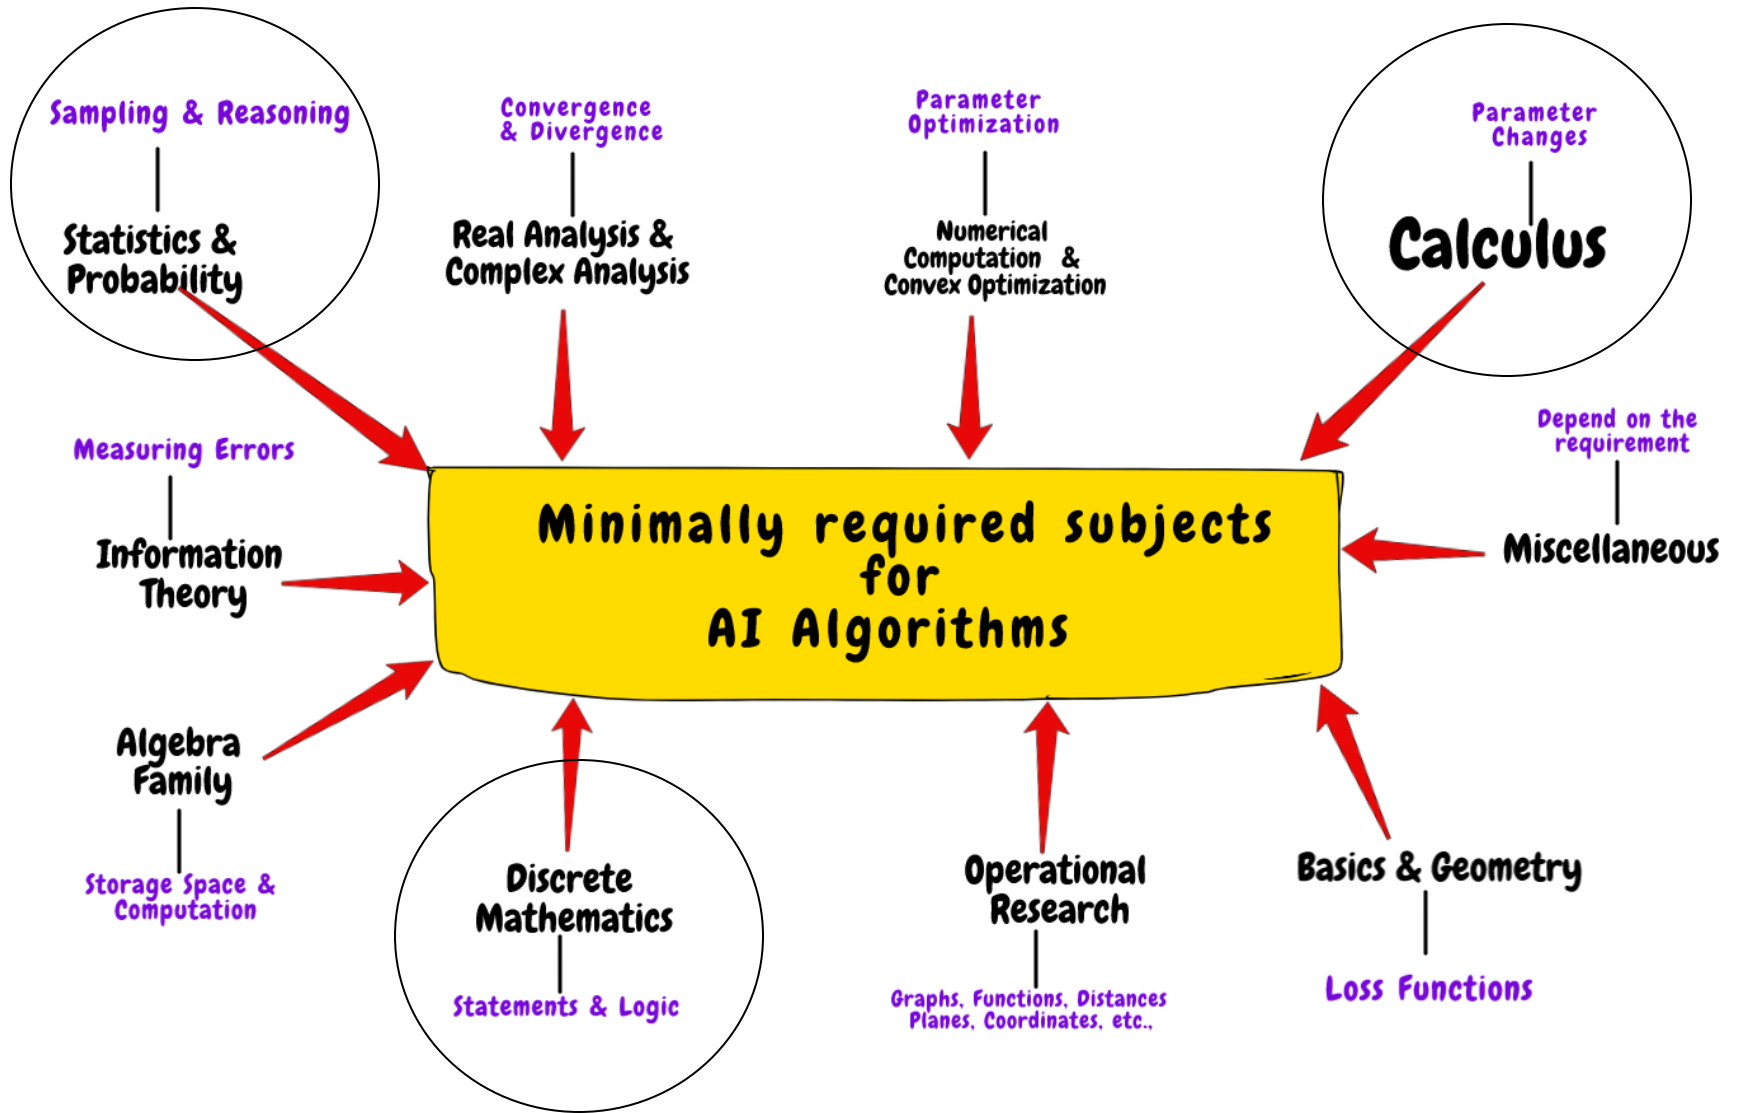 Sampling & Reasoning
Statistics &
Probability
Convergence
& Divergence
Real Analysis &
Complex Analysis
Parameter
Optimization
Numerical
Computation &
Convex Optimization
Parameter
Changes
Calculus
Measuring Errors
Information
Theory
Minimally required subjects
for
AI Algorithms
Depend on the
requirement
Miscellaneous
Algebra
Family
Storage Space &
Computation
Discrete
Mathematics
Statements & Logic
Operational
Research
Graphs, Functions, Distances
Planes, Coordinates, etc.,
Basics & Geometry
Loss Functions